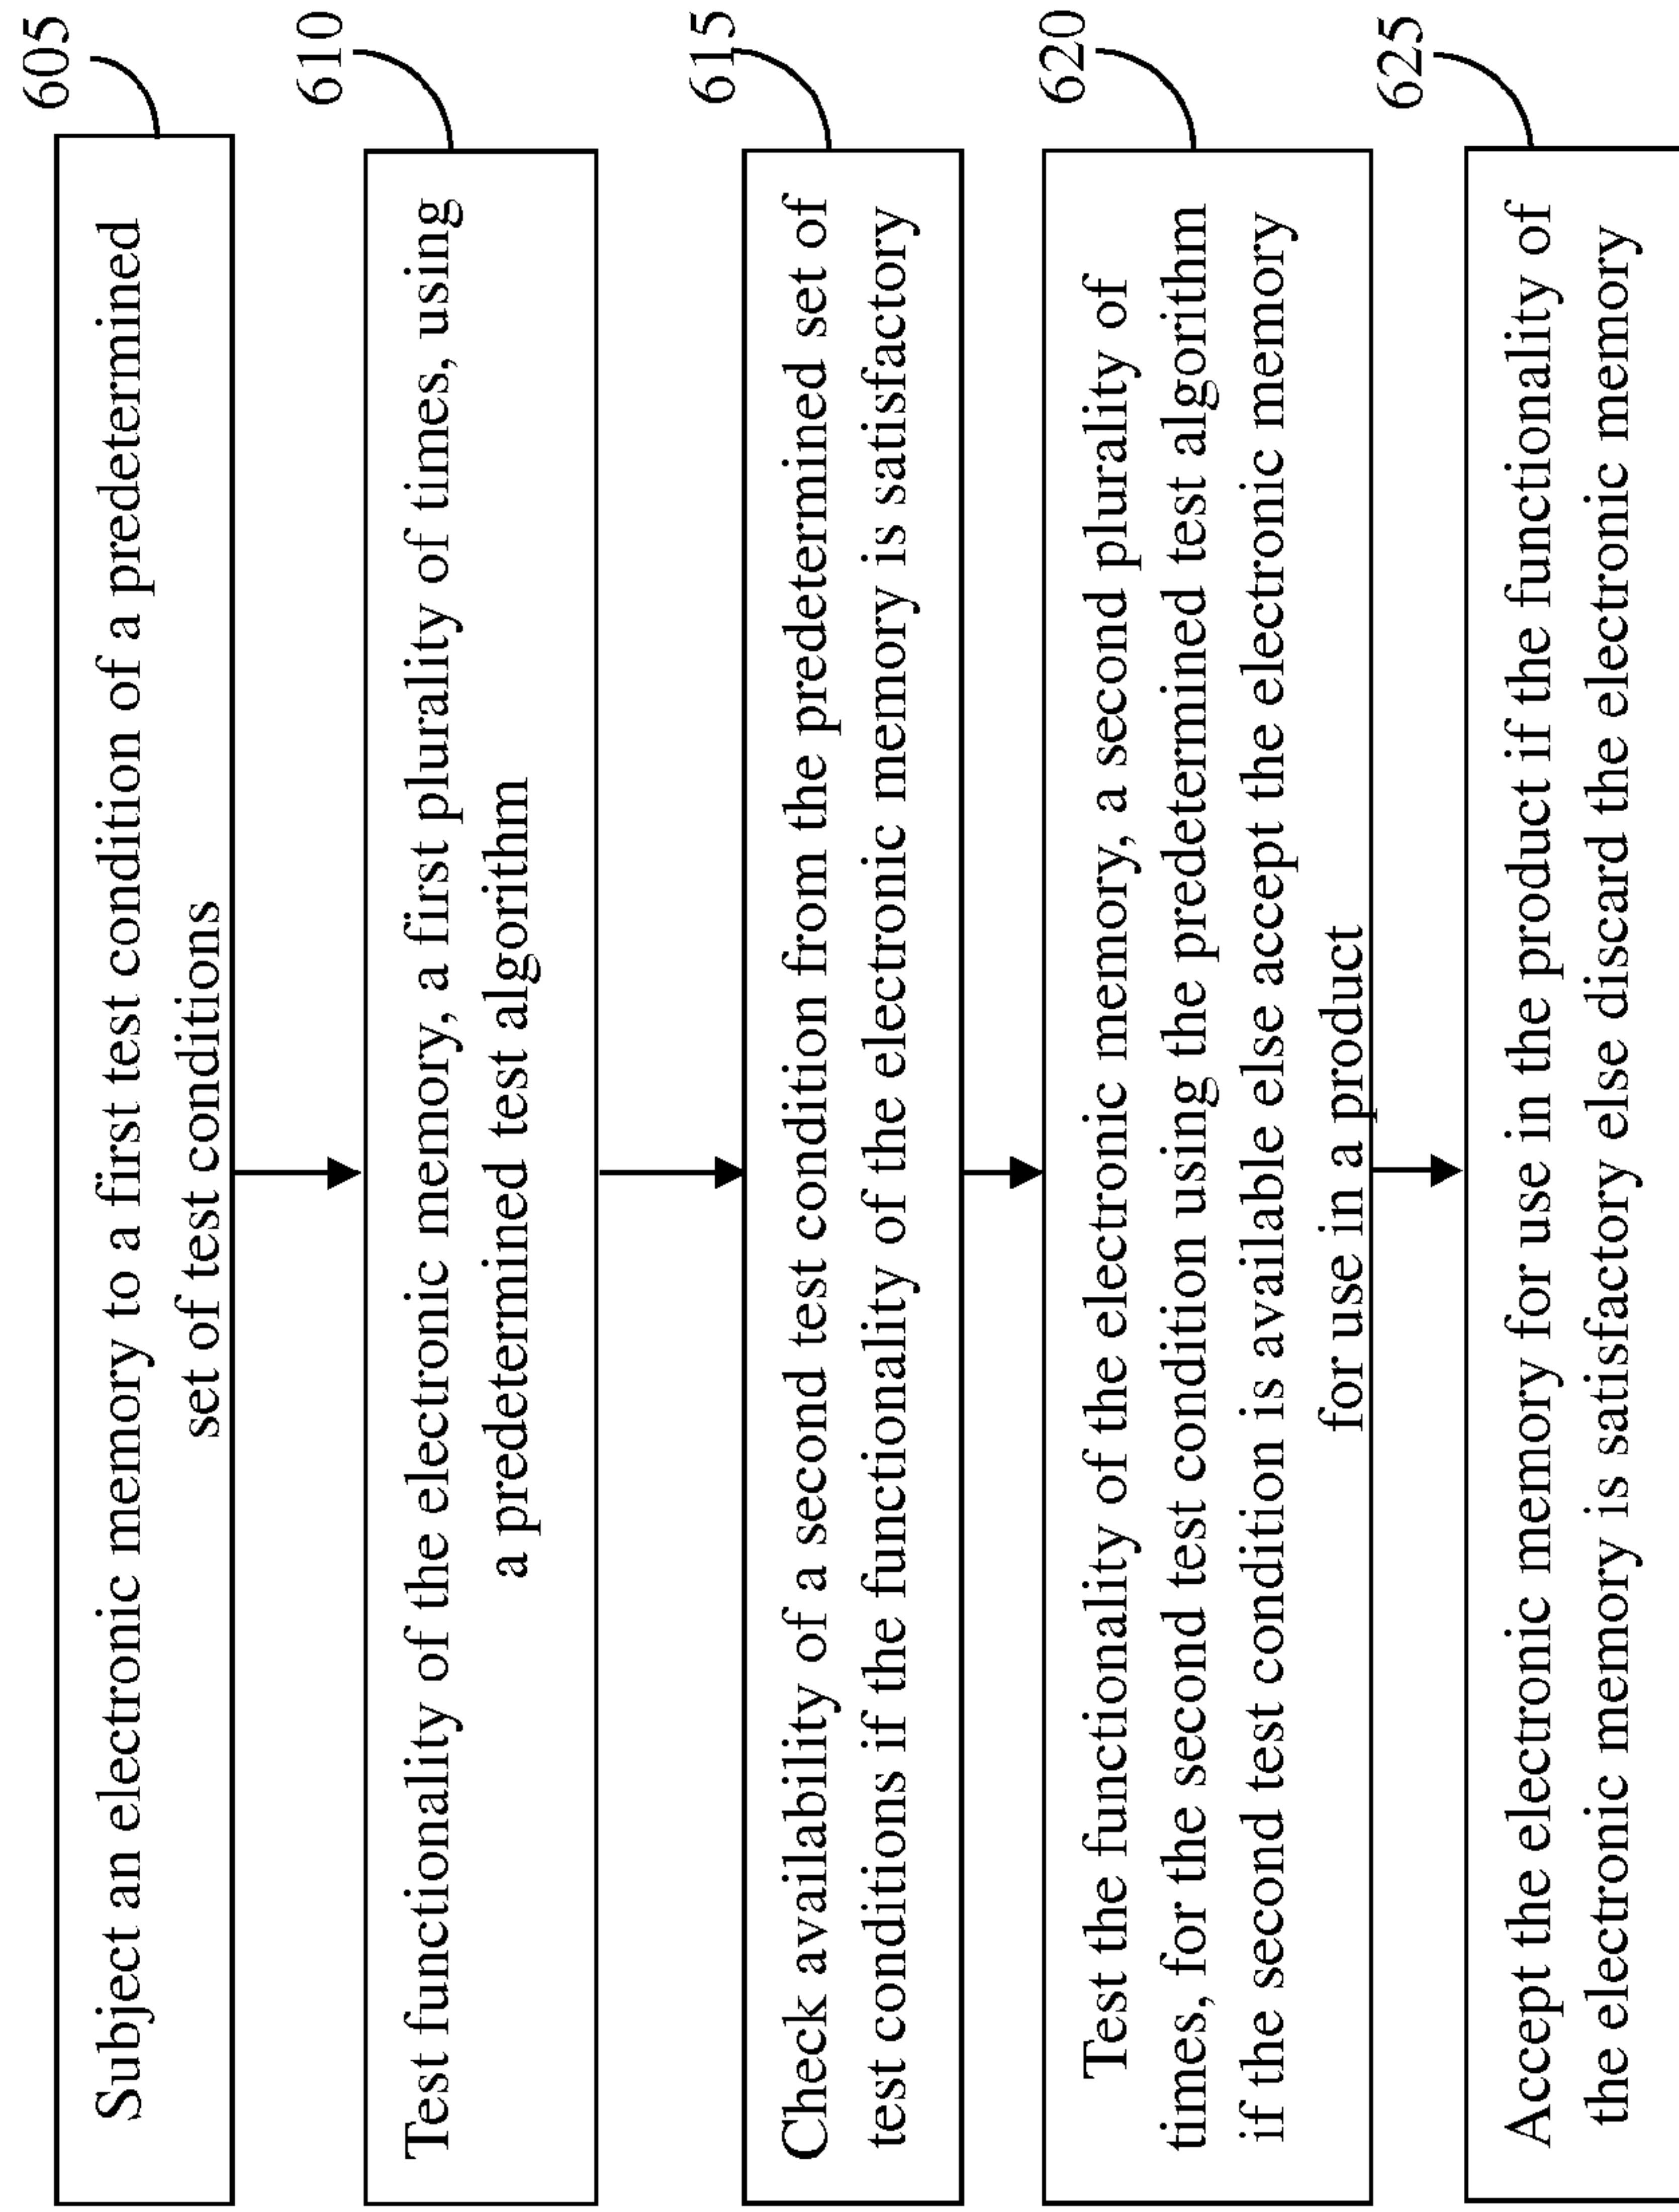 605
Subject an electronic memory to a first test condition of a predetermined
set of test conditions
610
Test functionality of the electronic memory, a first plurality of times, using
a predetermined test algorithm
615
Check availability of a second test condition from the predetermined set of
test conditions if the functionality of the electronic memory is satisfactory
620
Test the functionality of the electronic memory, a second plurality of
times, for the second test condition using the predetermined test algorithm
if the second test condition is available else accept the electronic memory
for use in a product
625
Accept the electronic memory for use in the product if the functionality of
the electronic memory is satisfactory else discard the electronic memory